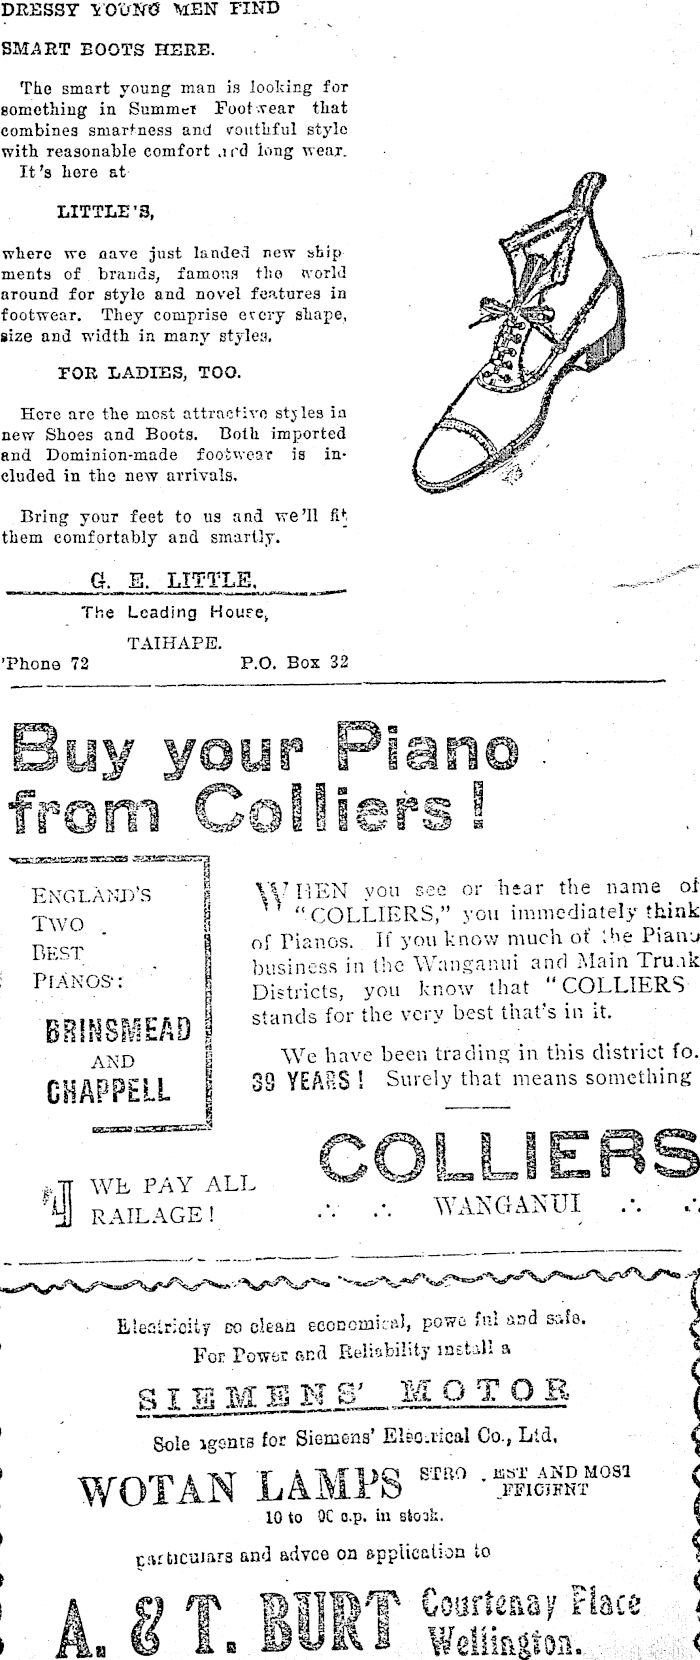 DRESSY YOUNG MEN FIND
SMART BOOTS HERE.
The smart young man is looking for
something in Summer Footwear that
combines smartness and youthful style
with reasonable comfort and long wear.
It's here at
LITTLE'S,
where we have just landed new ship
ments of brands, famous the world
around for style and novel features in
footwear. They comprise every shape,
size and width in many styles.
FOR LADIES, TOO.
Here are the most attractive styles in
new Shoes and Boots. Both imported
and Dominion-made footwear is in-
cluded in the new arrivals.
Bring your feet to us and we'll fit
them comfortably and smartly.
G. E. LITTLE,
The Leading House,
TAIHAPE.
'Phone 72 P.O. Box 32
Buy your Piano
from Colliers!
ENGLAND'S
TWO
BEST
PIANOS:
BRINSMEAD
AND
CHAPPELL
WE PAY ALL
RAILAGE!
WHEN you see or hear the name of
"COLLIERS," you immediately think
of Pianos. If you know much of the Piano
business in the Wanganui and Main Trunk
Districts, you know that "COLLIERS
stands for the very best that's in it.
We have been trading in this district fo.
39 YEARS! Surely that means something
COLLIERS
WANGANUI
Electricity so clean economical, powe ful and safe.
For Power and Reliability install a
SIEMENS' MOTOR
Sole agents for Siemens' Electrical Co., Ltd.
WOTAN LAMPS STRO EST AND MOST
FFICIENT
10 to c.p. in stock.
particulars and advce on application to
A. & T. BURT Courtenay Place
Wellington.